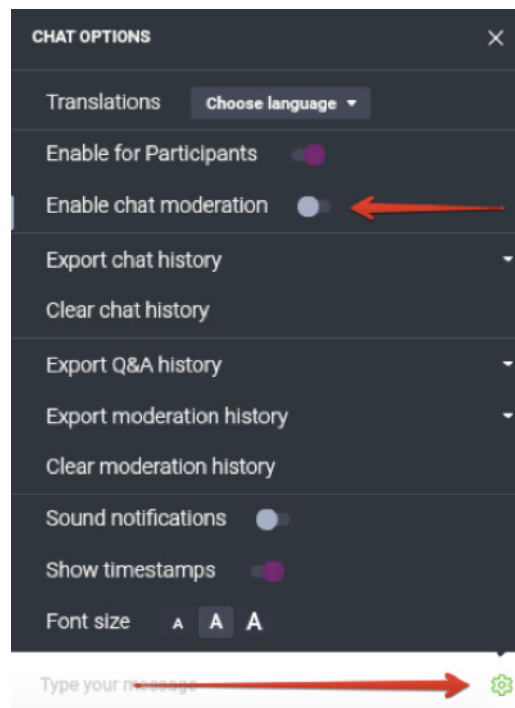 CHAT OPTIONS
Translations Choose language
Enable for Participants
Enable chat moderation
Export chat history
Clear chat history
Export Q&A history
Export moderation history
Clear moderation history
Sound notifications
Show timestamps
Font size A A A
Type your message